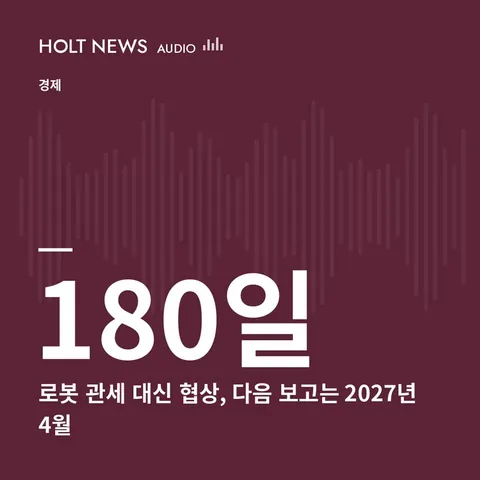 HOLT NEWS AUDIO
경제
180일
로봇 관세 대신 협상, 다음 보고는 2027년
4월